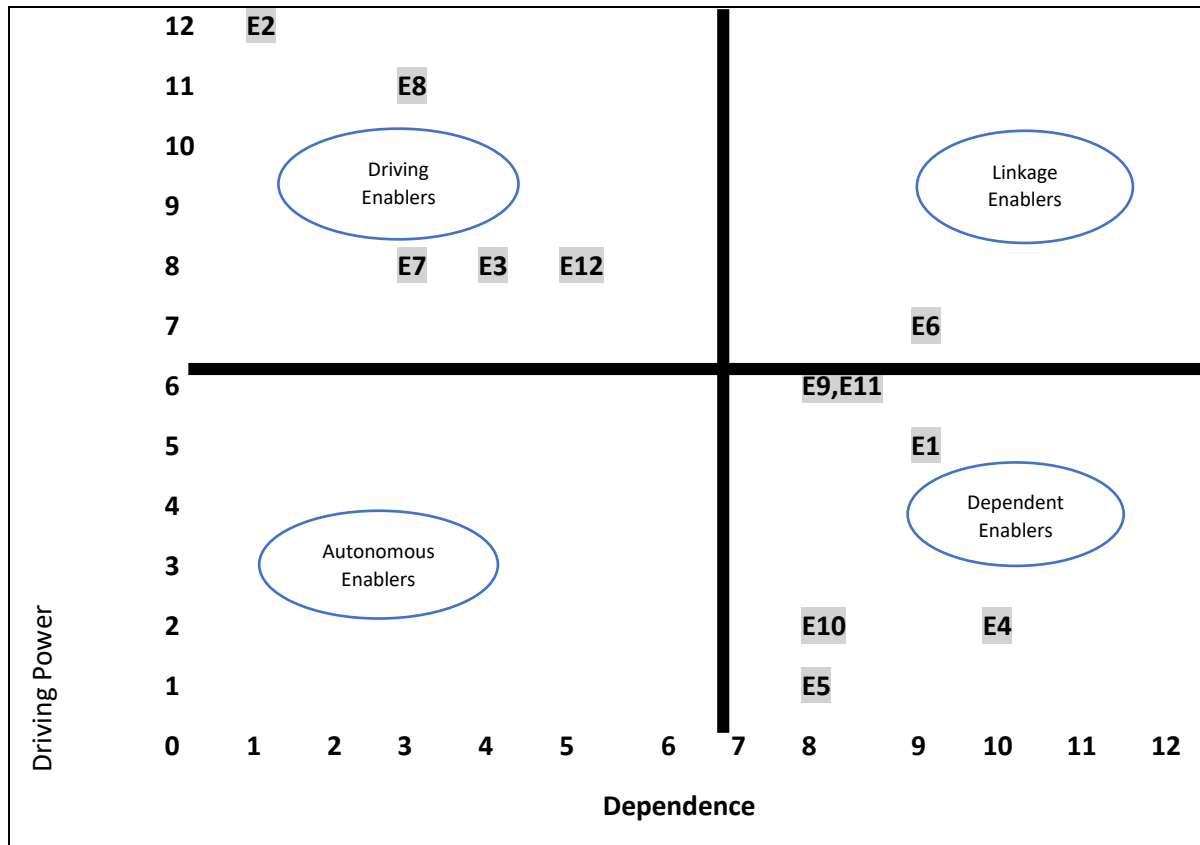 12 E2
11 E8
10
Driving
Enablers
Linkage
Enablers
9
8 E7 E3 E12
7 E6
6 E9,E11
5 E1
4
Dependent
Enablers
Autonomous
Enablers
3
2 E10 E4
1 E5
0 1 2 3 4 5 6 7 8 9 10 11 12
Driving Power
Dependence